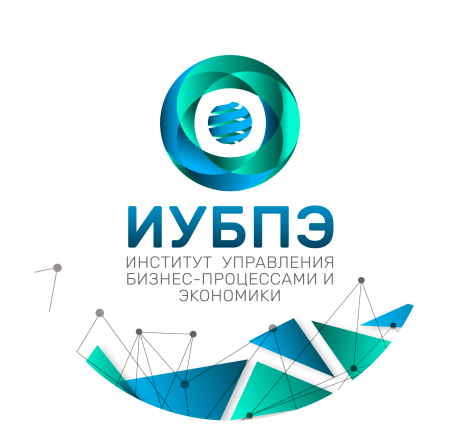 ИУБПЭ
ИНСТИТУТ УПРАВЛЕНИЯ
БИЗНЕС-ПРОЦЕССАМИ И
ЭКОНОМИКИ